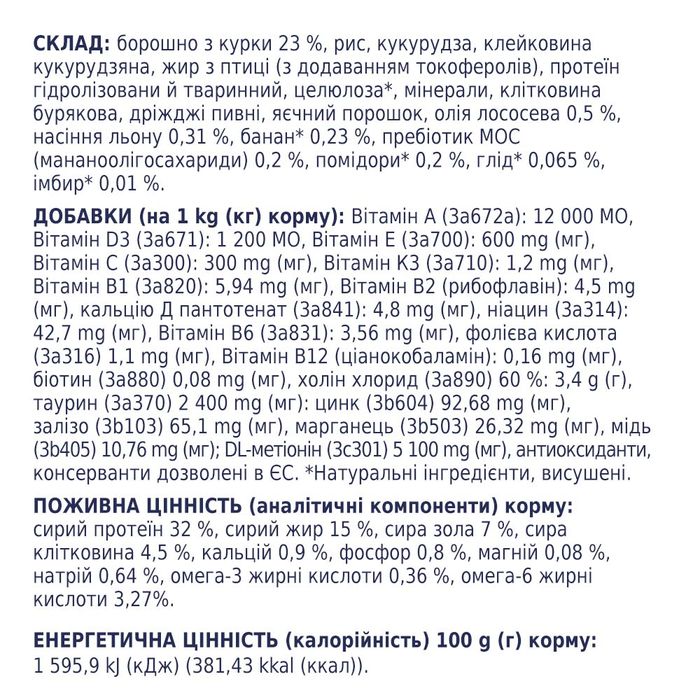 СКЛАД: борошно з курки 23 %, рис, кукурудза, клейковина
кукурудзяна, жир з птиці (з додаванням токоферолів), протеїн
гідролізовани й тваринний, целюлоза*, мінерали, клітковина
бурякова, дріжджі пивні, яєчний порошок, олія лососева 0,5 %,
насіння льону 0,31 %, банан* 0,23 %, пребіотик МОС
(мананоолігосахариди) 0,2 %, помідори* 0,2 %, глід* 0,065 %,
імбир* 0,01 %.
ДОБАВКИ (на 1 kg (кг) корму): Вітамін А (3а672а): 12 000 МО,
Вітамін D3 (3а671): 1 200 МО, Вітамін Е (3а700): 600 mg (мг),
Вітамін С (3а300): 300 mg (мг), Вітамін К3 (3а710): 1,2 mg (мг),
Вітамін В1 (3а820): 5,94 mg (мг), Вітамін В2 (рибофлавін): 4,5 mg
(мг), кальцію Д пантотенат (3а841): 4,8 mg (мг), ніацин (3а314):
42,7 mg (мг), Вітамін В6 (3а831): 3,56 mg (мг), фолієва кислота
(3а316) 1,1 mg (мг), Вітамін В12 (ціанокобаламін): 0,16 mg (мг),
біотин (3а880) 0,08 mg (мг), холін хлорид (3а890) 60 %: 3,4 g (г),
таурин (3а370) 2 400 mg (мг): цинк (3b604) 92,68 mg (мг),
залізо (3b103) 65,1 mg (мг), марганець (3b503) 26,32 mg (мг), мідь
(3b405) 10,76 mg (мг); DL-метіонін (3с301) 5 100 mg (мг), антиоксиданти,
консерванти дозволені в ЄС. *Натуральні інгредієнти, висушені.
ПОЖИВНА ЦІННІСТЬ (аналітичні компоненти) корму:
сирий протеїн 32 %, сирий жир 15 %, сира зола 7 %, сира
клітковина 4,5 %, кальцій 0,9 %, фосфор 0,8 %, магній 0,08 %,
натрій 0,64 %, омега-3 жирні кислоти 0,36 %, омега-6 жирні
кислоти 3,27%.
ЕНЕРГЕТИЧНА ЦІННІСТЬ (калорійність) 100 g (г) корму:
1 595,9 kJ (кДж) (381,43 kkal (ккал)).